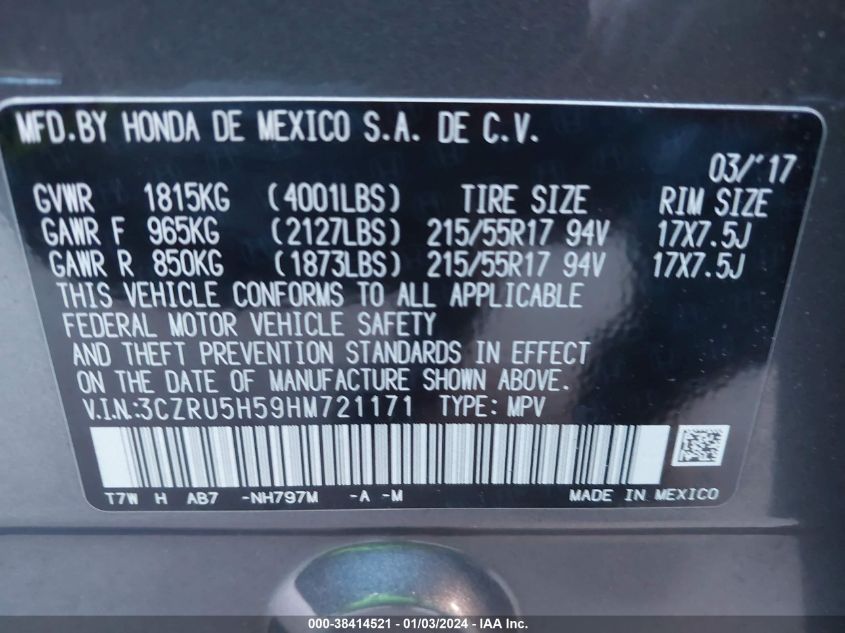 MFD.BY HONDA DE MEXICO S.A. DE C.V.
03/'17
GVWR 1815KG (4001LBS) TIRE SIZE RIM SIZE
GAWR F 965KG (2127LBS) 215/55R17 94V 17X7.5J
GAWR R 850KG (1873LBS) 215/55R17 94V 17X7.5J
THIS VEHICLE CONFORMS TO ALL APPLICABLE
FEDERAL MOTOR VEHICLE SAFETY
AND THEFT PREVENTION STANDARDS IN EFFECT
ON THE DATE OF MANUFACTURE SHOWN ABOVE.
V.I.N:3CZRU5H59HM721171 TYPE: MPV
T7W H AB7 -NH797M -A -M MADE IN MEXICO
000-38414521 - 01/03/2024 - IAA Inc.